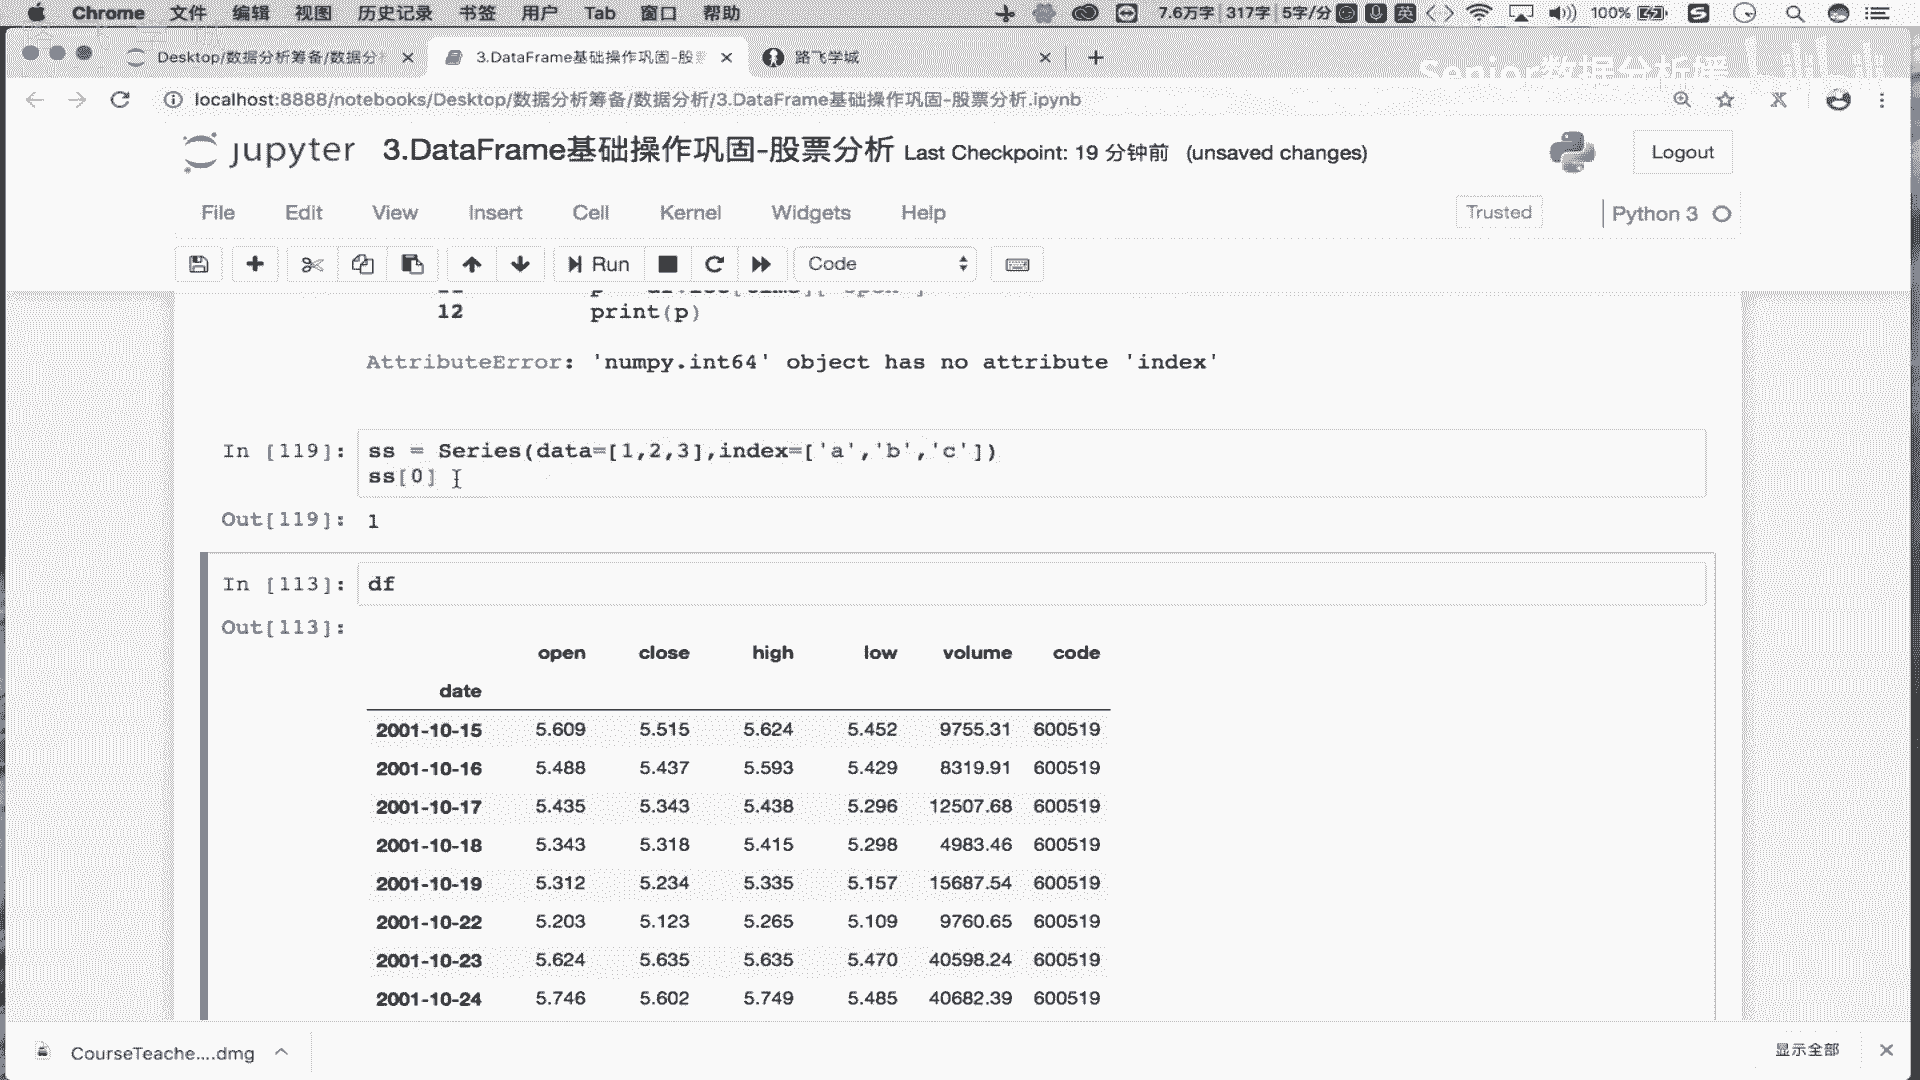 Chrome 文件 编辑 视图 历史记录 书签 用户 Tab 窗口 帮助 7.6万字 317字 5字/分 英 100%
Desktop/数据分析筹备/数据分 3.DataFrame基础操作巩固-股 路飞学城
Senior数据分析媛 bilibili
localhost:8888/notebooks/Desktop/数据分析筹备/数据分析/3.DataFrame基础操作巩固-股票分析.ipynb
jupyter 3.DataFrame基础操作巩固-股票分析 Last Checkpoint: 19 分钟前 (unsaved changes) Logout
File Edit View Insert Cell Kernel Widgets Help Trusted Python 3
Run Code
12 print(p)
AttributeError: 'numpy.int64' object has no attribute 'index'
In [119]: ss = Series(data=[1,2,3],index=['a','b','c'])
ss[0]
Out[119]: 1
In [113]: df
Out[113]:
open close high low volume code
date
2001-10-15 5.609 5.515 5.624 5.452 9755.31 600519
2001-10-16 5.488 5.437 5.593 5.429 8319.91 600519
2001-10-17 5.435 5.343 5.438 5.296 12507.68 600519
2001-10-18 5.343 5.318 5.415 5.298 4983.46 600519
2001-10-19 5.312 5.234 5.335 5.157 15687.54 600519
2001-10-22 5.203 5.123 5.265 5.109 9760.65 600519
2001-10-23 5.624 5.635 5.635 5.470 40598.24 600519
2001-10-24 5.746 5.602 5.749 5.485 40682.39 600519
CourseTeache....dmg 显示全部